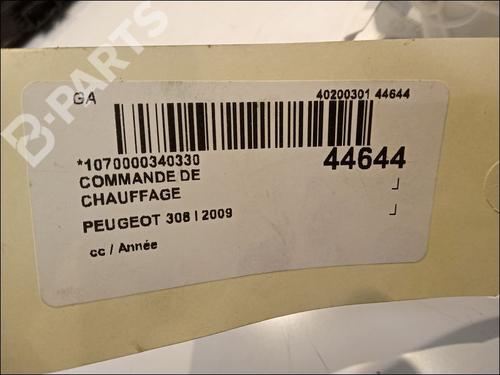 GA
40200301 44644
*1070000340330
44644
COMMANDE DE
CHAUFFAGE
PEUGEOT 308 I 2009
cc / Année
B-PARTS